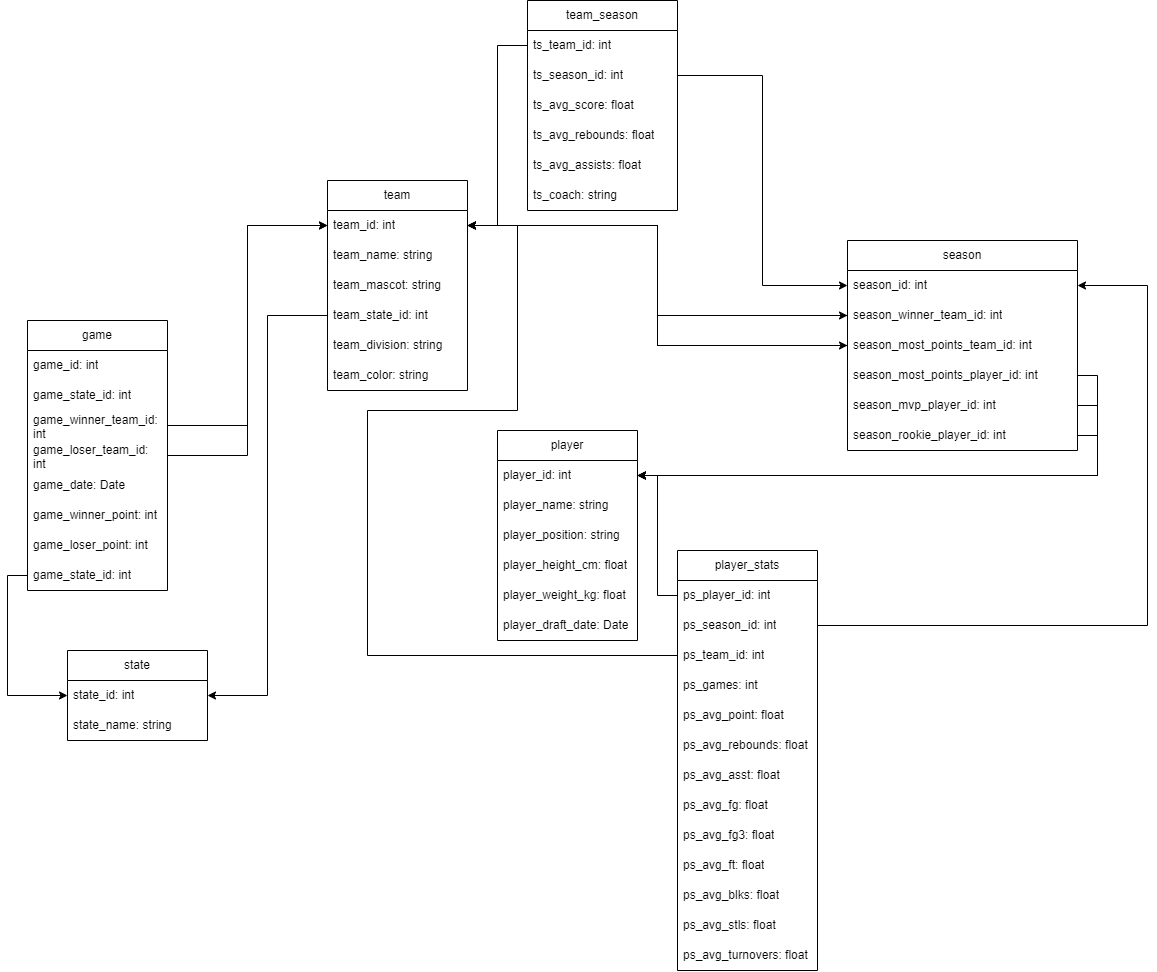 team_season
ts_team_id: int
ts_season_id: int
ts_avg_score: float
ts_avg_rebounds: float
ts_avg_assists: float
ts_coach: string
team
team_id: int
team_name: string
team_mascot: string
team_state_id: int
team_division: string
team_color: string
season
season_id: int
season_winner_team_id: int
season_most_points_team_id: int
season_most_points_player_id: int
season_mvp_player_id: int
season_rookie_player_id: int
game
game_id: int
game_state_id: int
game_winner_team_id:
int
game_loser_team_id:
int
game_date: Date
game_winner_point: int
game_loser_point: int
game_state_id: int
player
player_id: int
player_name: string
player_position: string
player_height_cm: float
player_weight_kg: float
player_draft_date: Date
player_stats
ps_player_id: int
ps_season_id: int
ps_team_id: int
ps_games: int
ps_avg_point: float
ps_avg_rebounds: float
ps_avg_asst: float
ps_avg_fg: float
ps_avg_fg3: float
ps_avg_ft: float
ps_avg_blks: float
ps_avg_stls: float
ps_avg_turnovers: float
state
state_id: int
state_name: string